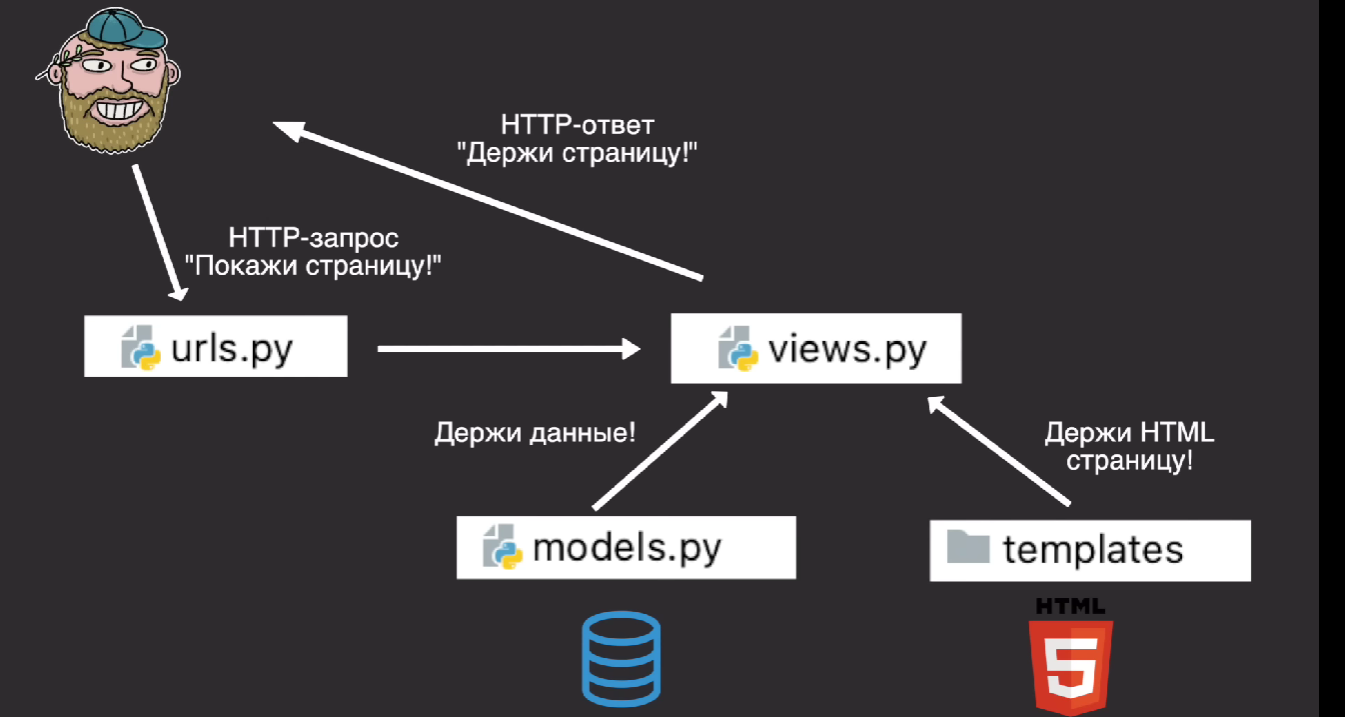 HTTP-ответ
"Держи страницу!"
HTTP-запрос
"Покажи страницу!"
urls.py
views.py
Держи данные!
Держи HTML
страницу!
models.py
templates
HTML
5